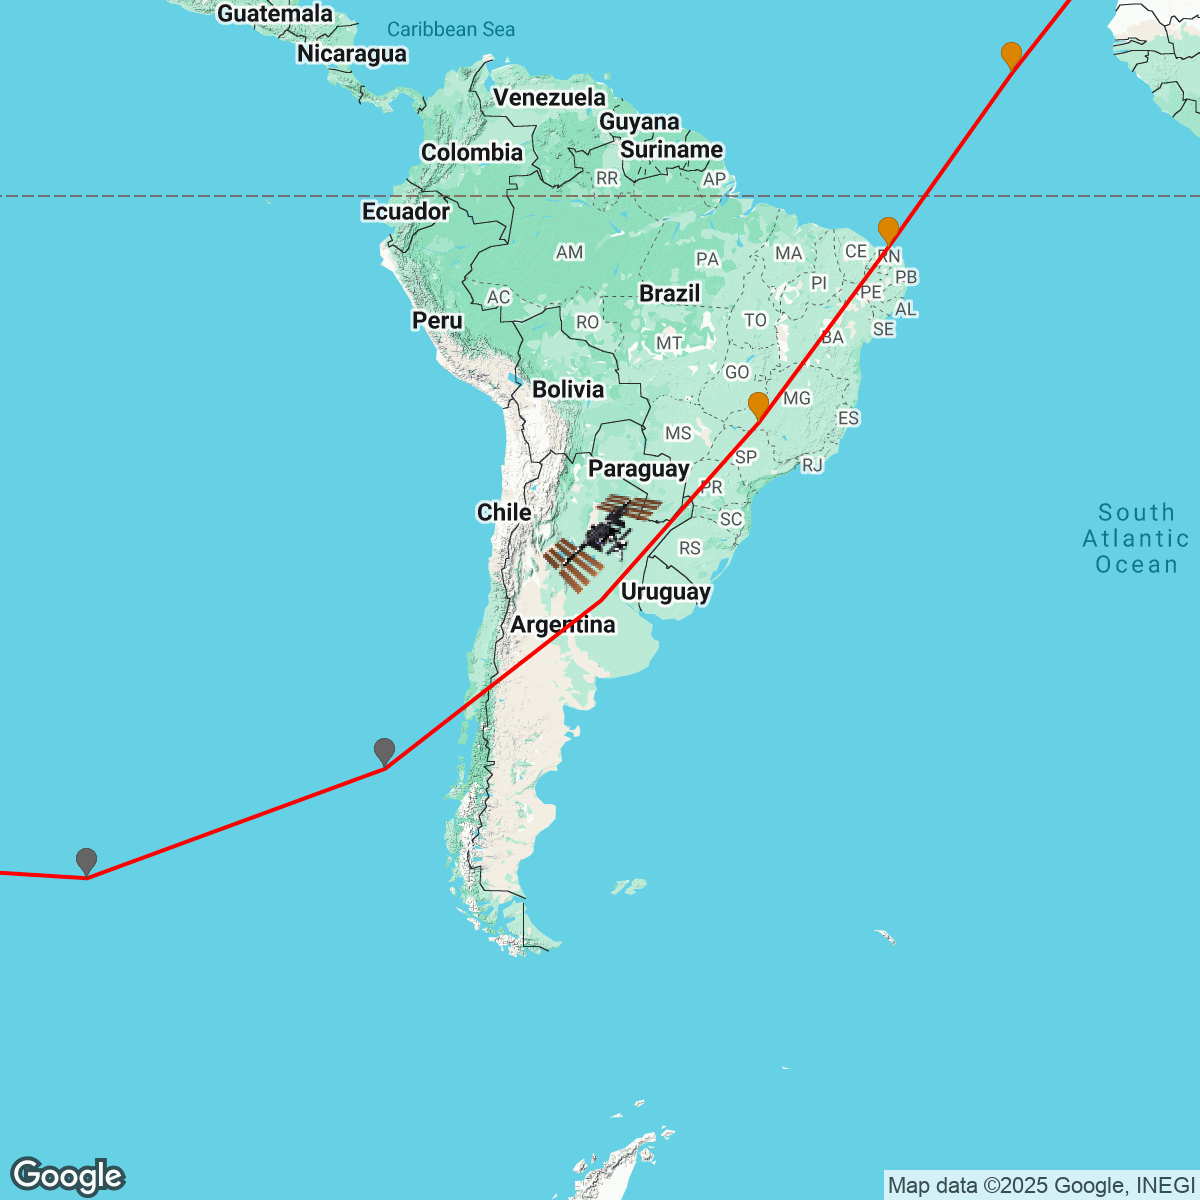 Guatemala
Caribbean Sea
Nicaragua
Venezuela
Guyana
Suriname
Colombia
RR
AP
Ecuador
AM
PA
MA
CE
RN
PI
PB
PE
AC
Brazil
AL
Peru
RO
TO
SE
BA
MT
GO
Bolivia
MG
ES
MS
SP
RJ
Paraguay
PR
Chile
SC
South
Atlantic
Ocean
RS
Uruguay
Argentina
Google
Map data ©2025 Google, INEGI